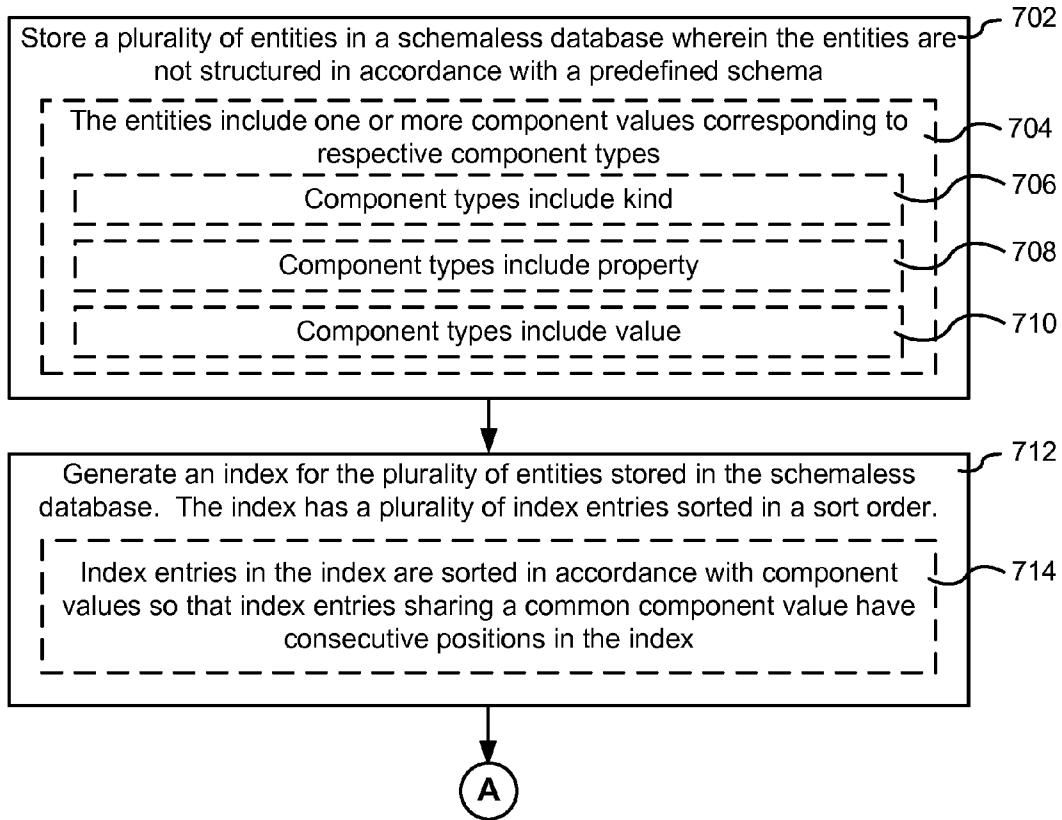 Store a plurality of entities in a schemaless database wherein the entities are
not structured in accordance with a predefined schema
702
The entities include one or more component values corresponding to
respective component types
704
Component types include kind
706
Component types include property
708
Component types include value
710
Generate an index for the plurality of entities stored in the schemaless
database.  The index has a plurality of index entries sorted in a sort order.
712
Index entries in the index are sorted in accordance with component
values so that index entries sharing a common component value have
consecutive positions in the index
714
A